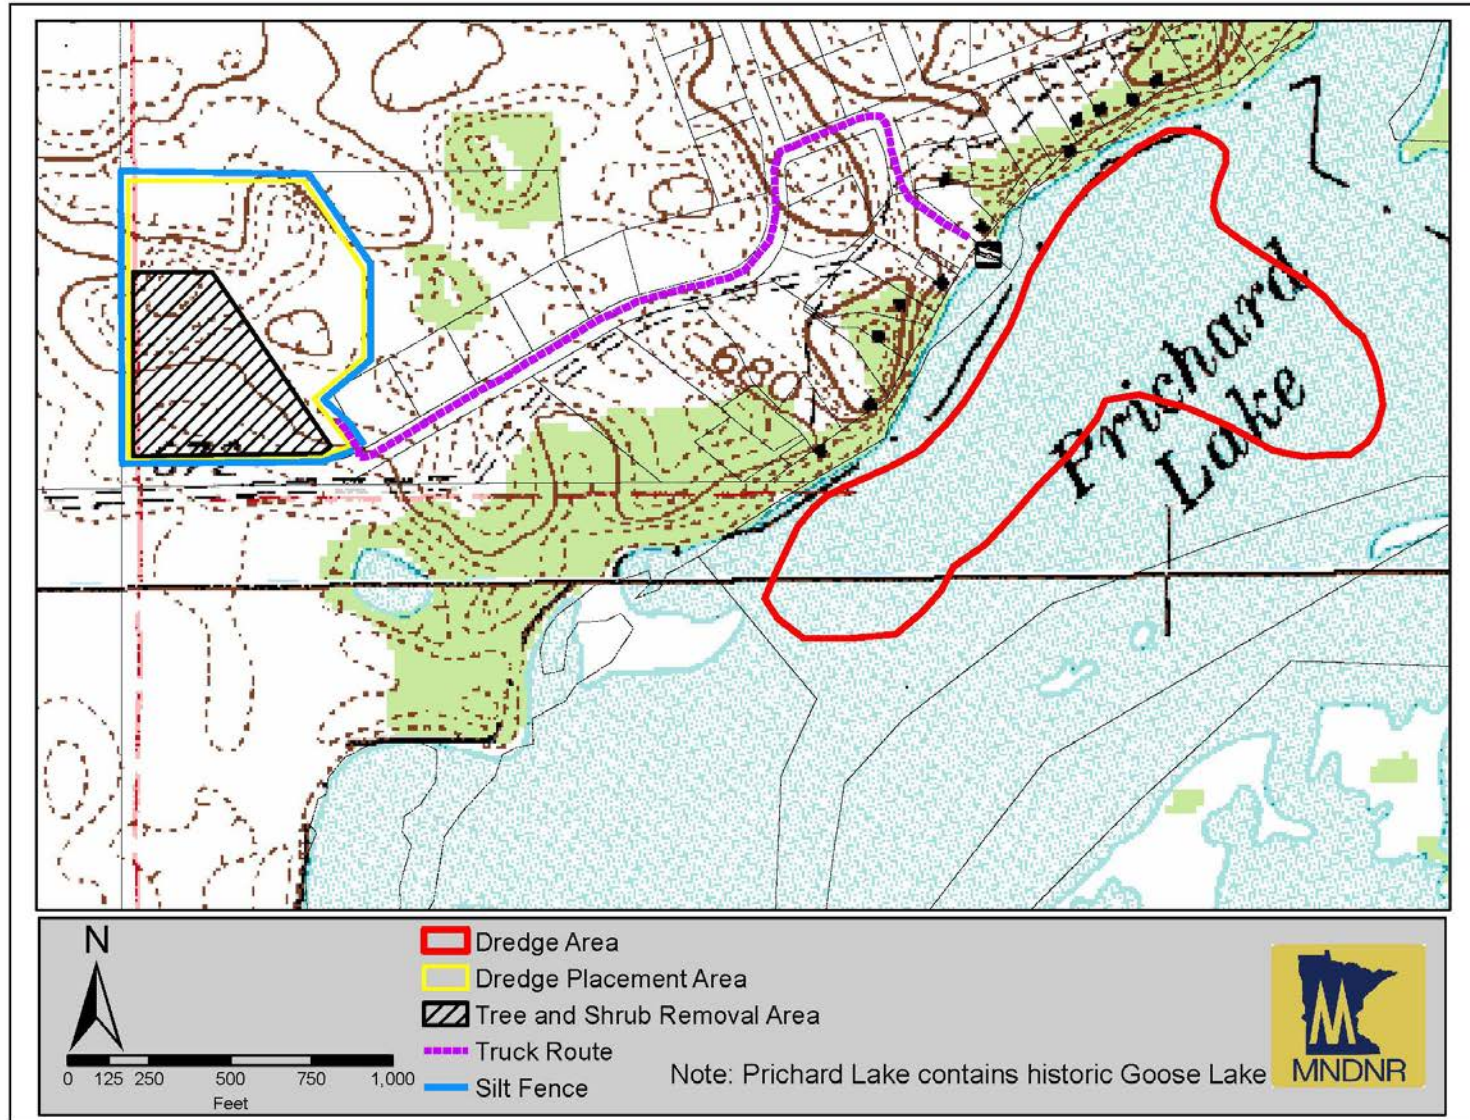 Prichard
Lake
N
0 125 250 500 750 1,000
Feet
Dredge Area
Dredge Placement Area
Tree and Shrub Removal Area
Truck Route
Silt Fence
Note: Prichard Lake contains historic Goose Lake
MNDNR